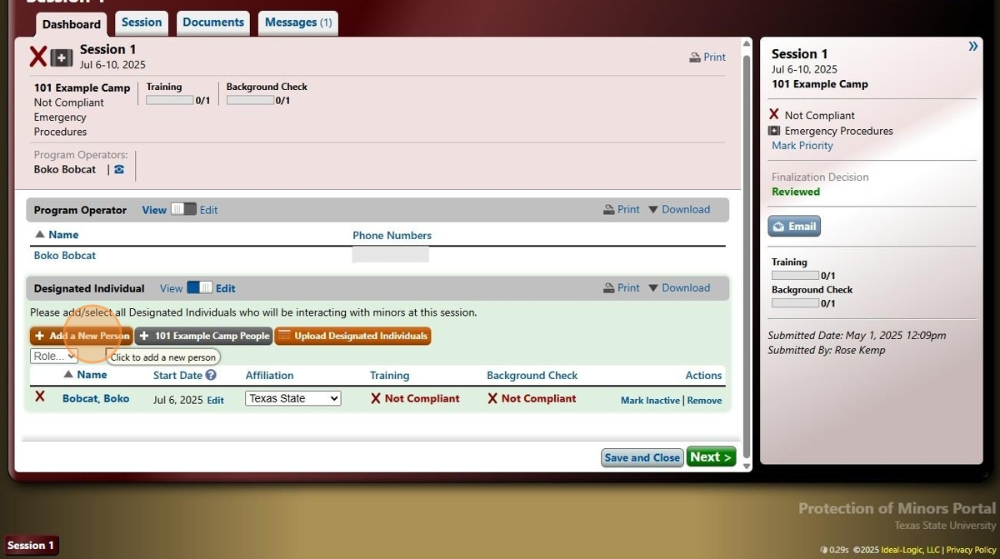 Dashboard
Session
Documents
Messages (1)
Session 1
Jul 6-10, 2025
Print
101 Example Camp
Not Compliant
Emergency
Procedures
Training
0/1
Background Check
0/1
Program Operators:
Boko Bobcat |
Program Operator View Edit Print Download
Name Phone Numbers
Boko Bobcat
Designated Individual View Edit Print Download
Please add/select all Designated Individuals who will be interacting with minors at this session.
+ Add a New Person + 101 Example Camp People Upload Designated Individuals
Role...
Click to add a new person
Name Start Date ? Affiliation Training Background Check Actions
X Bobcat, Boko Jul 6, 2025 Edit Texas State X Not Compliant X Not Compliant Mark Inactive | Remove
Save and Close Next >
»
Session 1
Jul 6-10, 2025
101 Example Camp
X Not Compliant
Emergency Procedures
Mark Priority
Finalization Decision
Reviewed
Email
Training
0/1
Background Check
0/1
Submitted Date: May 1, 2025 12:09pm
Submitted By: Rose Kemp
Protection of Minors Portal
Texas State University
Session 1
0.29s ©2025 Ideal-Logic, LLC | Privacy Policy